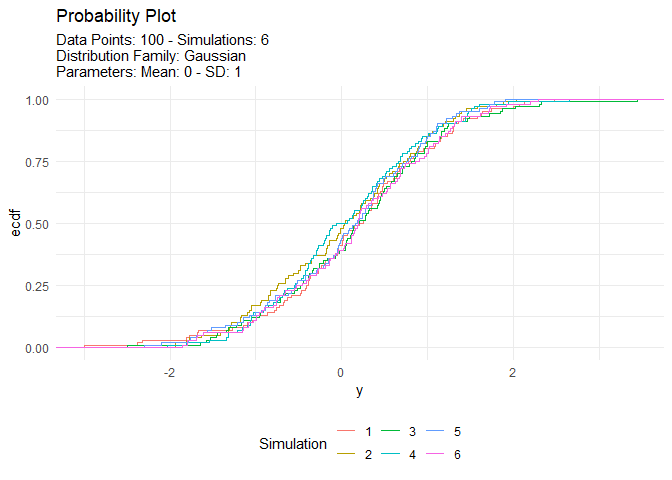 Probability Plot
Data Points: 100 - Simulations: 6
Distribution Family: Gaussian
Parameters: Mean: 0 - SD: 1
1.00
0.75
0.50
0.25
0.00
ecdf
-2 0 2
y
Simulation
1 3 5
2 4 6